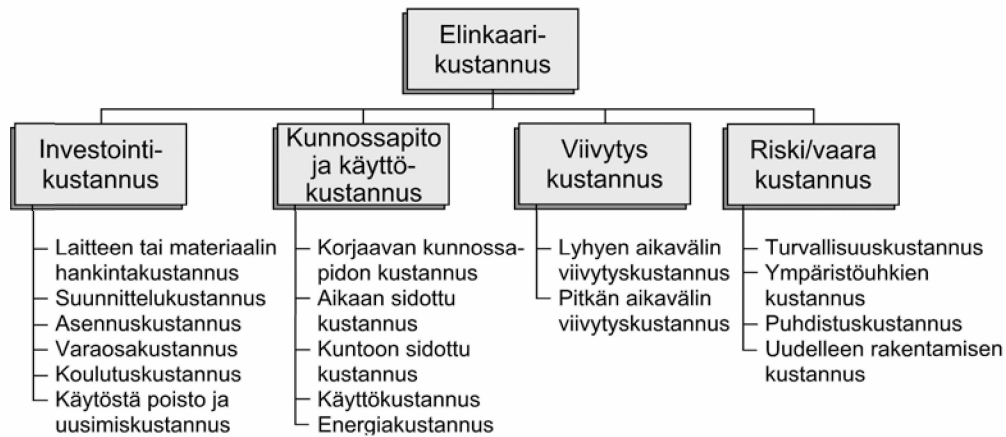 Elinkaari-
kustannus
Investointi-
kustannus
Laitteen tai materiaalin
hankintakustannus
Suunnittelukustannus
Asennuskustannus
Varaosakustannus
Koulutuskustannus
Käytöstä poisto ja
uusimiskustannus
Kunnossapito
ja käyttö-
kustannus
Korjaavan kunnossa-
pidon kustannus
Aikaan sidottu
kustannus
Kuntoon sidottu
kustannus
Käyttökustannus
Energiakustannus
Viivytys
kustannus
Lyhyen aikavälin
viivytyskustannus
Pitkän aikavälin
viivytyskustannus
Riski/vaara
kustannus
Turvallisuuskustannus
Ympäristöuhkien
kustannus
Puhdistuskustannus
Uudelleen rakentamisen
kustannus